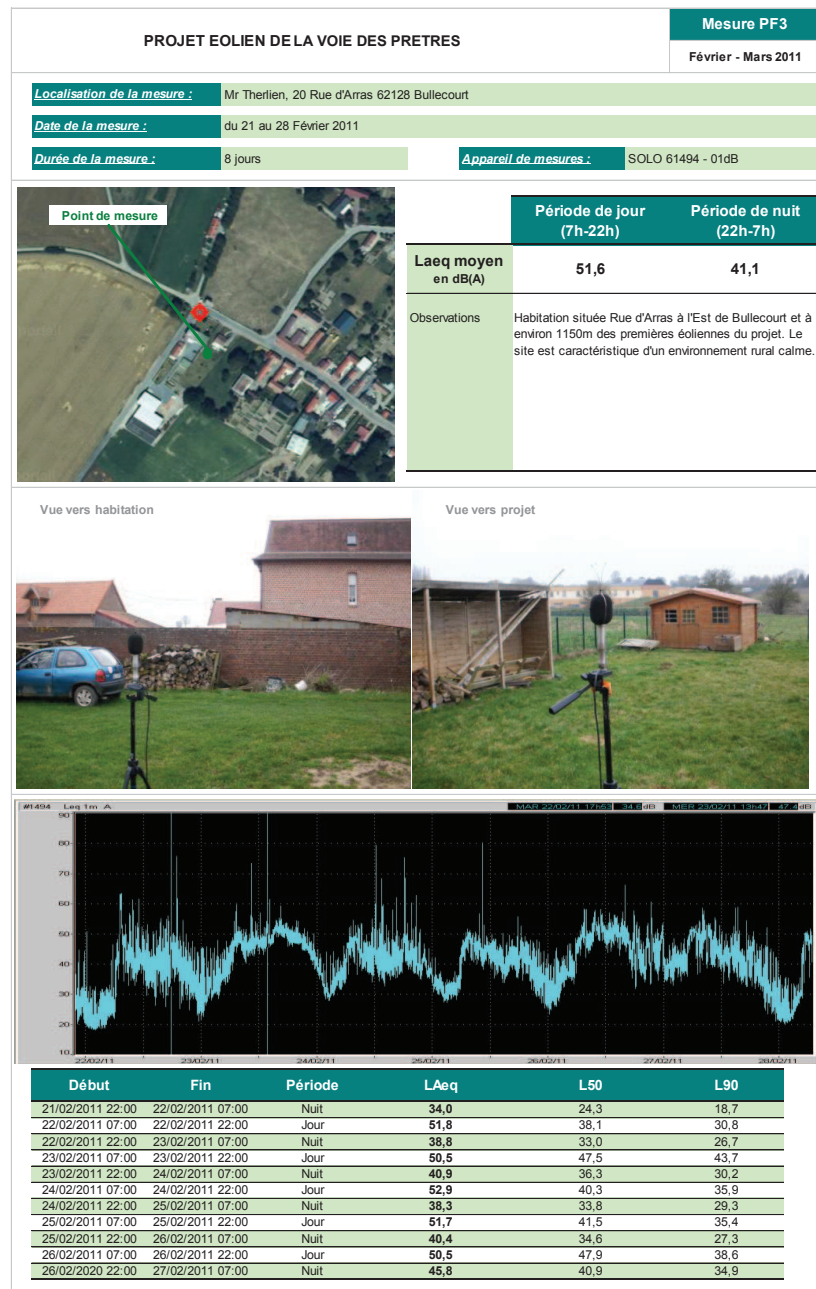 PROJET EOLIEN DE LA VOIE DES PRETRES
Mesure PF3
Février - Mars 2011
Localisation de la mesure : Mr Therlien, 20 Rue d'Arras 62128 Bullecourt
Date de la mesure : du 21 au 28 Février 2011
Durée de la mesure : 8 jours Appareil de mesures : SOLO 61494 - 01dB
Point de mesure
Période de jour Période de nuit
(7h-22h) (22h-7h)
Laeq moyen
en dB(A)
51,6 41,1
Observations
Habitation située Rue d'Arras à l'Est de Bullecourt et à
environ 1150m des premières éoliennes du projet. Le
site est caractéristique d'un environnement rural calme.
Vue vers habitation Vue vers projet
#1494 Leq 1m A MAR 22/02/11 17h53 34.6 dB MER 23/02/11 13h47 47.4 dB
90
80
70
60
50
40
30
20
10
22/02/11 23/02/11 24/02/11 25/02/11 26/02/11 27/02/11 28/02/11
Début Fin Période LAeq L50 L90
21/02/2011 22:00 22/02/2011 07:00 Nuit 34,0 24,3 18,7
22/02/2011 07:00 22/02/2011 22:00 Jour 51,8 38,1 30,8
22/02/2011 22:00 23/02/2011 07:00 Nuit 38,8 33,0 26,7
23/02/2011 07:00 23/02/2011 22:00 Jour 50,5 47,5 43,7
23/02/2011 22:00 24/02/2011 07:00 Nuit 40,9 36,3 30,2
24/02/2011 07:00 24/02/2011 22:00 Jour 52,9 40,3 35,9
24/02/2011 22:00 25/02/2011 07:00 Nuit 38,3 33,8 29,3
25/02/2011 07:00 25/02/2011 22:00 Jour 51,7 41,5 35,4
25/02/2011 22:00 26/02/2011 07:00 Nuit 40,4 34,6 27,3
26/02/2011 07:00 26/02/2011 22:00 Jour 50,5 47,9 38,6
26/02/2020 22:00 27/02/2011 07:00 Nuit 45,8 40,9 34,9